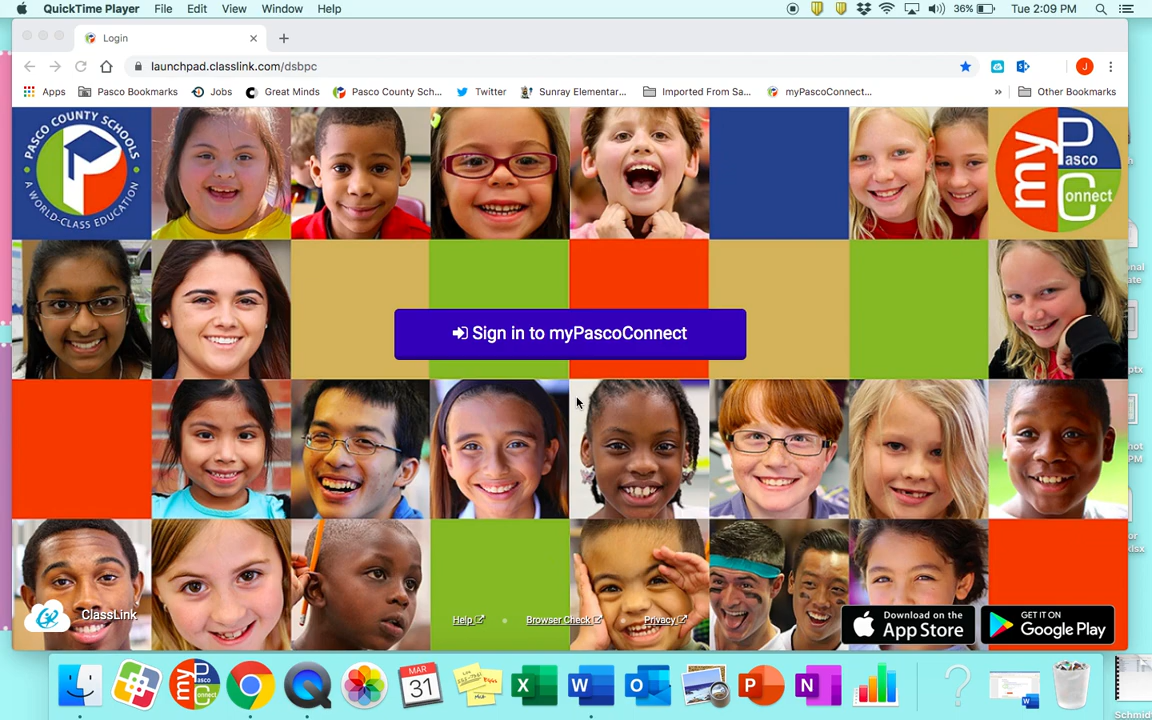 QuickTime Player File Edit View Window Help 36% Tue 2:09 PM
Login
launchpad.classlink.com/dsbpc
J
Apps Pasco Bookmarks Jobs Great Minds Pasco County Sch... Twitter Sunray Elementar... Imported From Sa... myPascoConnect... » Other Bookmarks
PASCO COUNTY SCHOOLS
A WORLD-CLASS EDUCATION
my Pasco Connect
Sign in to myPascoConnect
ClassLink
Help
Browser Check
Privacy
Download on the
App Store
GET IT ON
Google Play
MAR
31
Schmidt